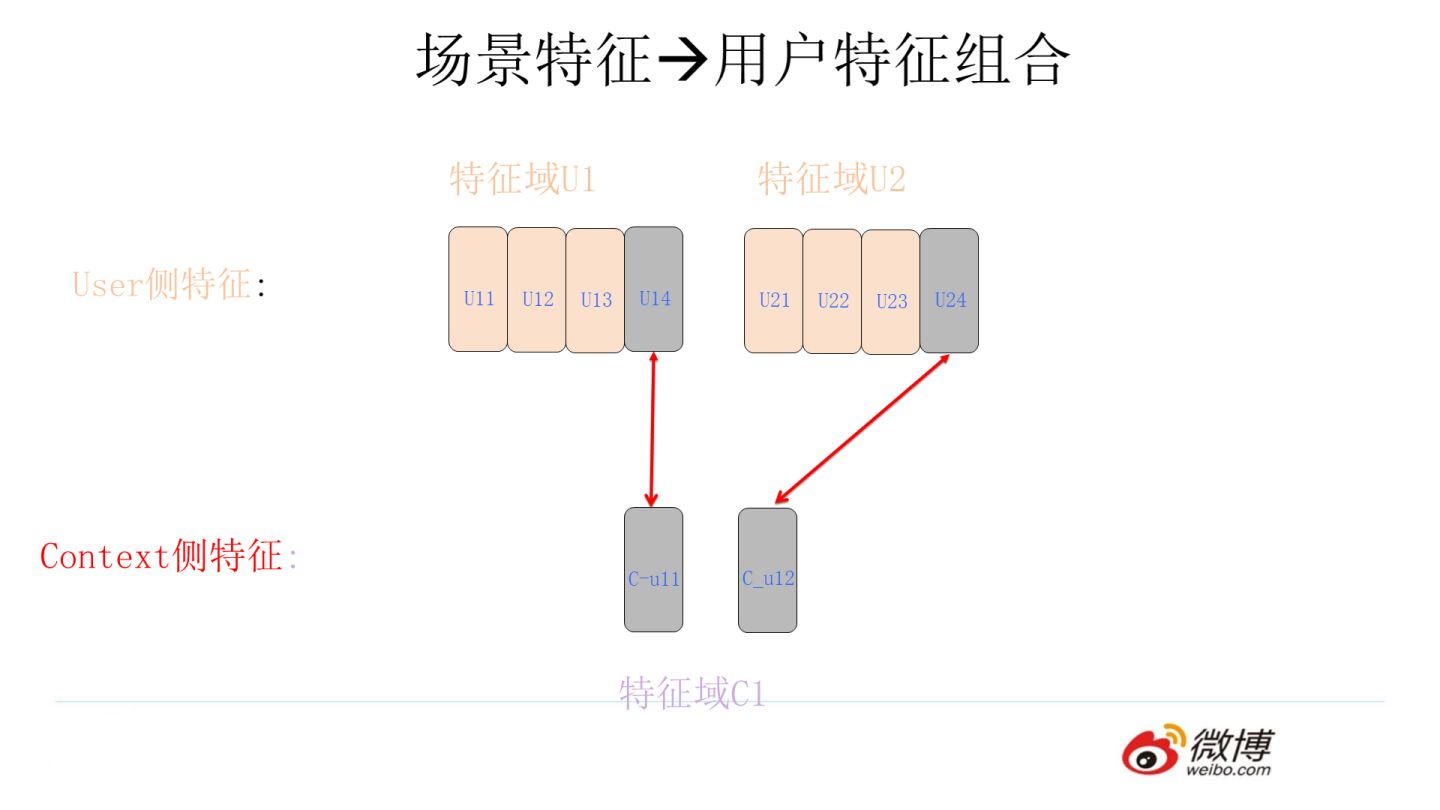 场景特征→用户特征组合
特征域U1
特征域U2
User侧特征:
U11
U12
U13
U14
U21
U22
U23
U24
Context侧特征:
C-u11
C_u12
特征域C1
微博
weibo.com